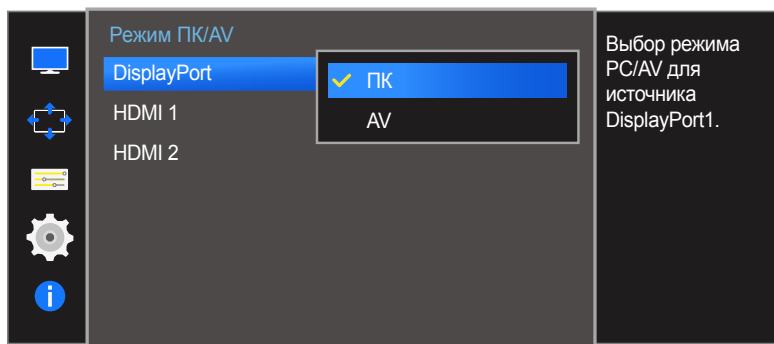 Режим ПК/AV
DisplayPort
ПК
HDMI 1
AV
HDMI 2
Выбор режима
PC/AV для
источника
DisplayPort1.